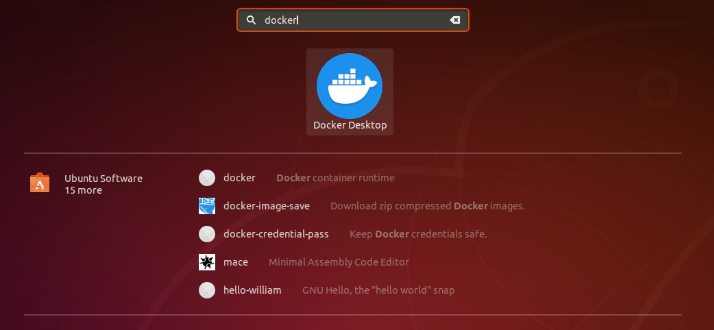 docker
Docker Desktop
Ubuntu Software
15 more
docker Docker container runtime
docker-image-save Download zip compressed Docker images.
docker-credential-pass Keep Docker credentials safe.
mace Minimal Assembly Code Editor
hello-william GNU Hello, the "hello world" snap